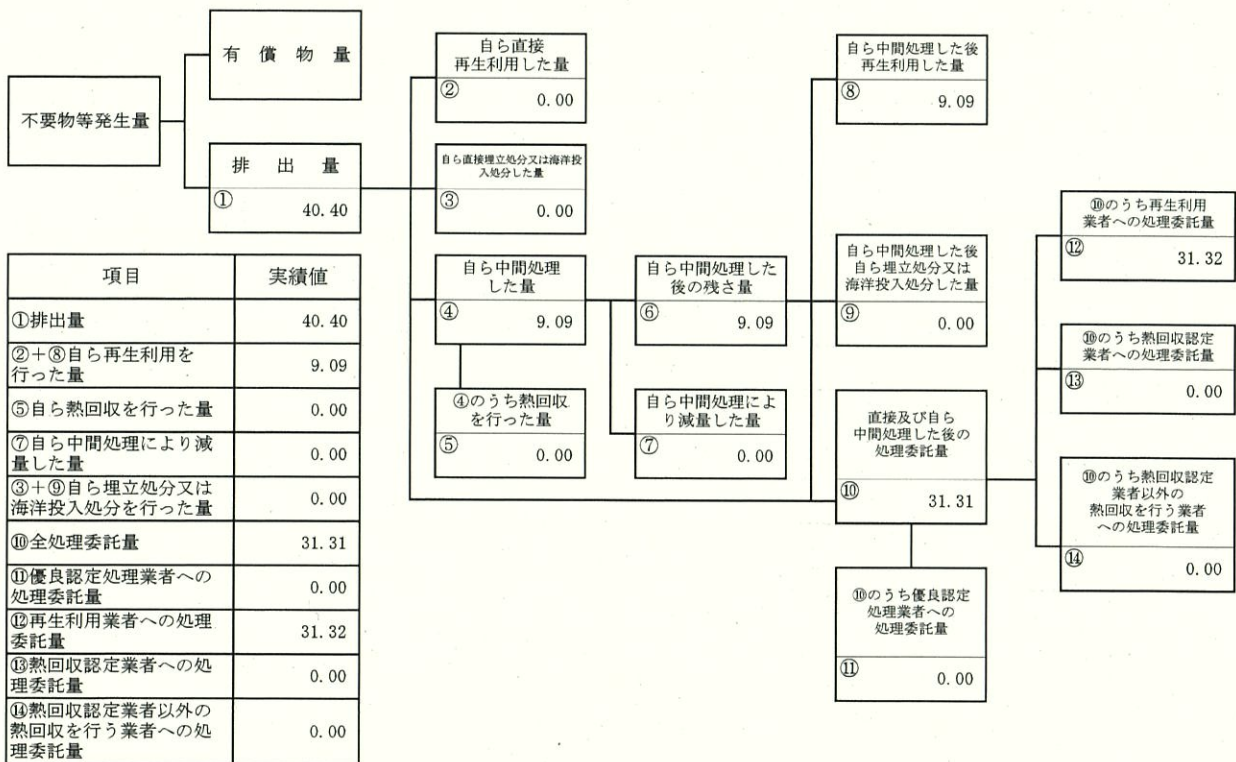 不要物等発生量
有償物量
排出量
① 40.40
自ら直接
再生利用した量
② 0.00
自ら直接埋立処分又は海洋投
入処分した量
③ 0.00
自ら中間処理
した量
④ 9.09
④のうち熱回収
を行った量
⑤ 0.00
自ら中間処理した
後の残さ量
⑥ 9.09
自ら中間処理によ
り減量した量
⑦ 0.00
自ら中間処理した後
再生利用した量
⑧ 9.09
自ら中間処理した後
自ら埋立処分又は
海洋投入処分した量
⑨ 0.00
直接及び自ら
中間処理した後の
処理委託量
⑩ 31.31
⑩のうち優良認定
処理業者への
処理委託量
⑪ 0.00
⑩のうち再生利用
業者への処理委託量
⑫ 31.32
⑩のうち熱回収認定
業者への処理委託量
⑬ 0.00
⑩のうち熱回収認定
業者以外の
熱回収を行う業者
への処理委託量
⑭ 0.00
項目 実績値
①排出量 40.40
②+⑧自ら再生利用を
行った量 9.09
⑤自ら熱回収を行った量 0.00
⑦自ら中間処理により減
量した量 0.00
③+⑨自ら埋立処分又は
海洋投入処分を行った量 0.00
⑩全処理委託量 31.31
⑪優良認定処理業者への
処理委託量 0.00
⑫再生利用業者への処理
委託量 31.32
⑬熱回収認定業者への処
理委託量 0.00
⑭熱回収認定業者以外の
熱回収を行う業者への処
理委託量 0.00